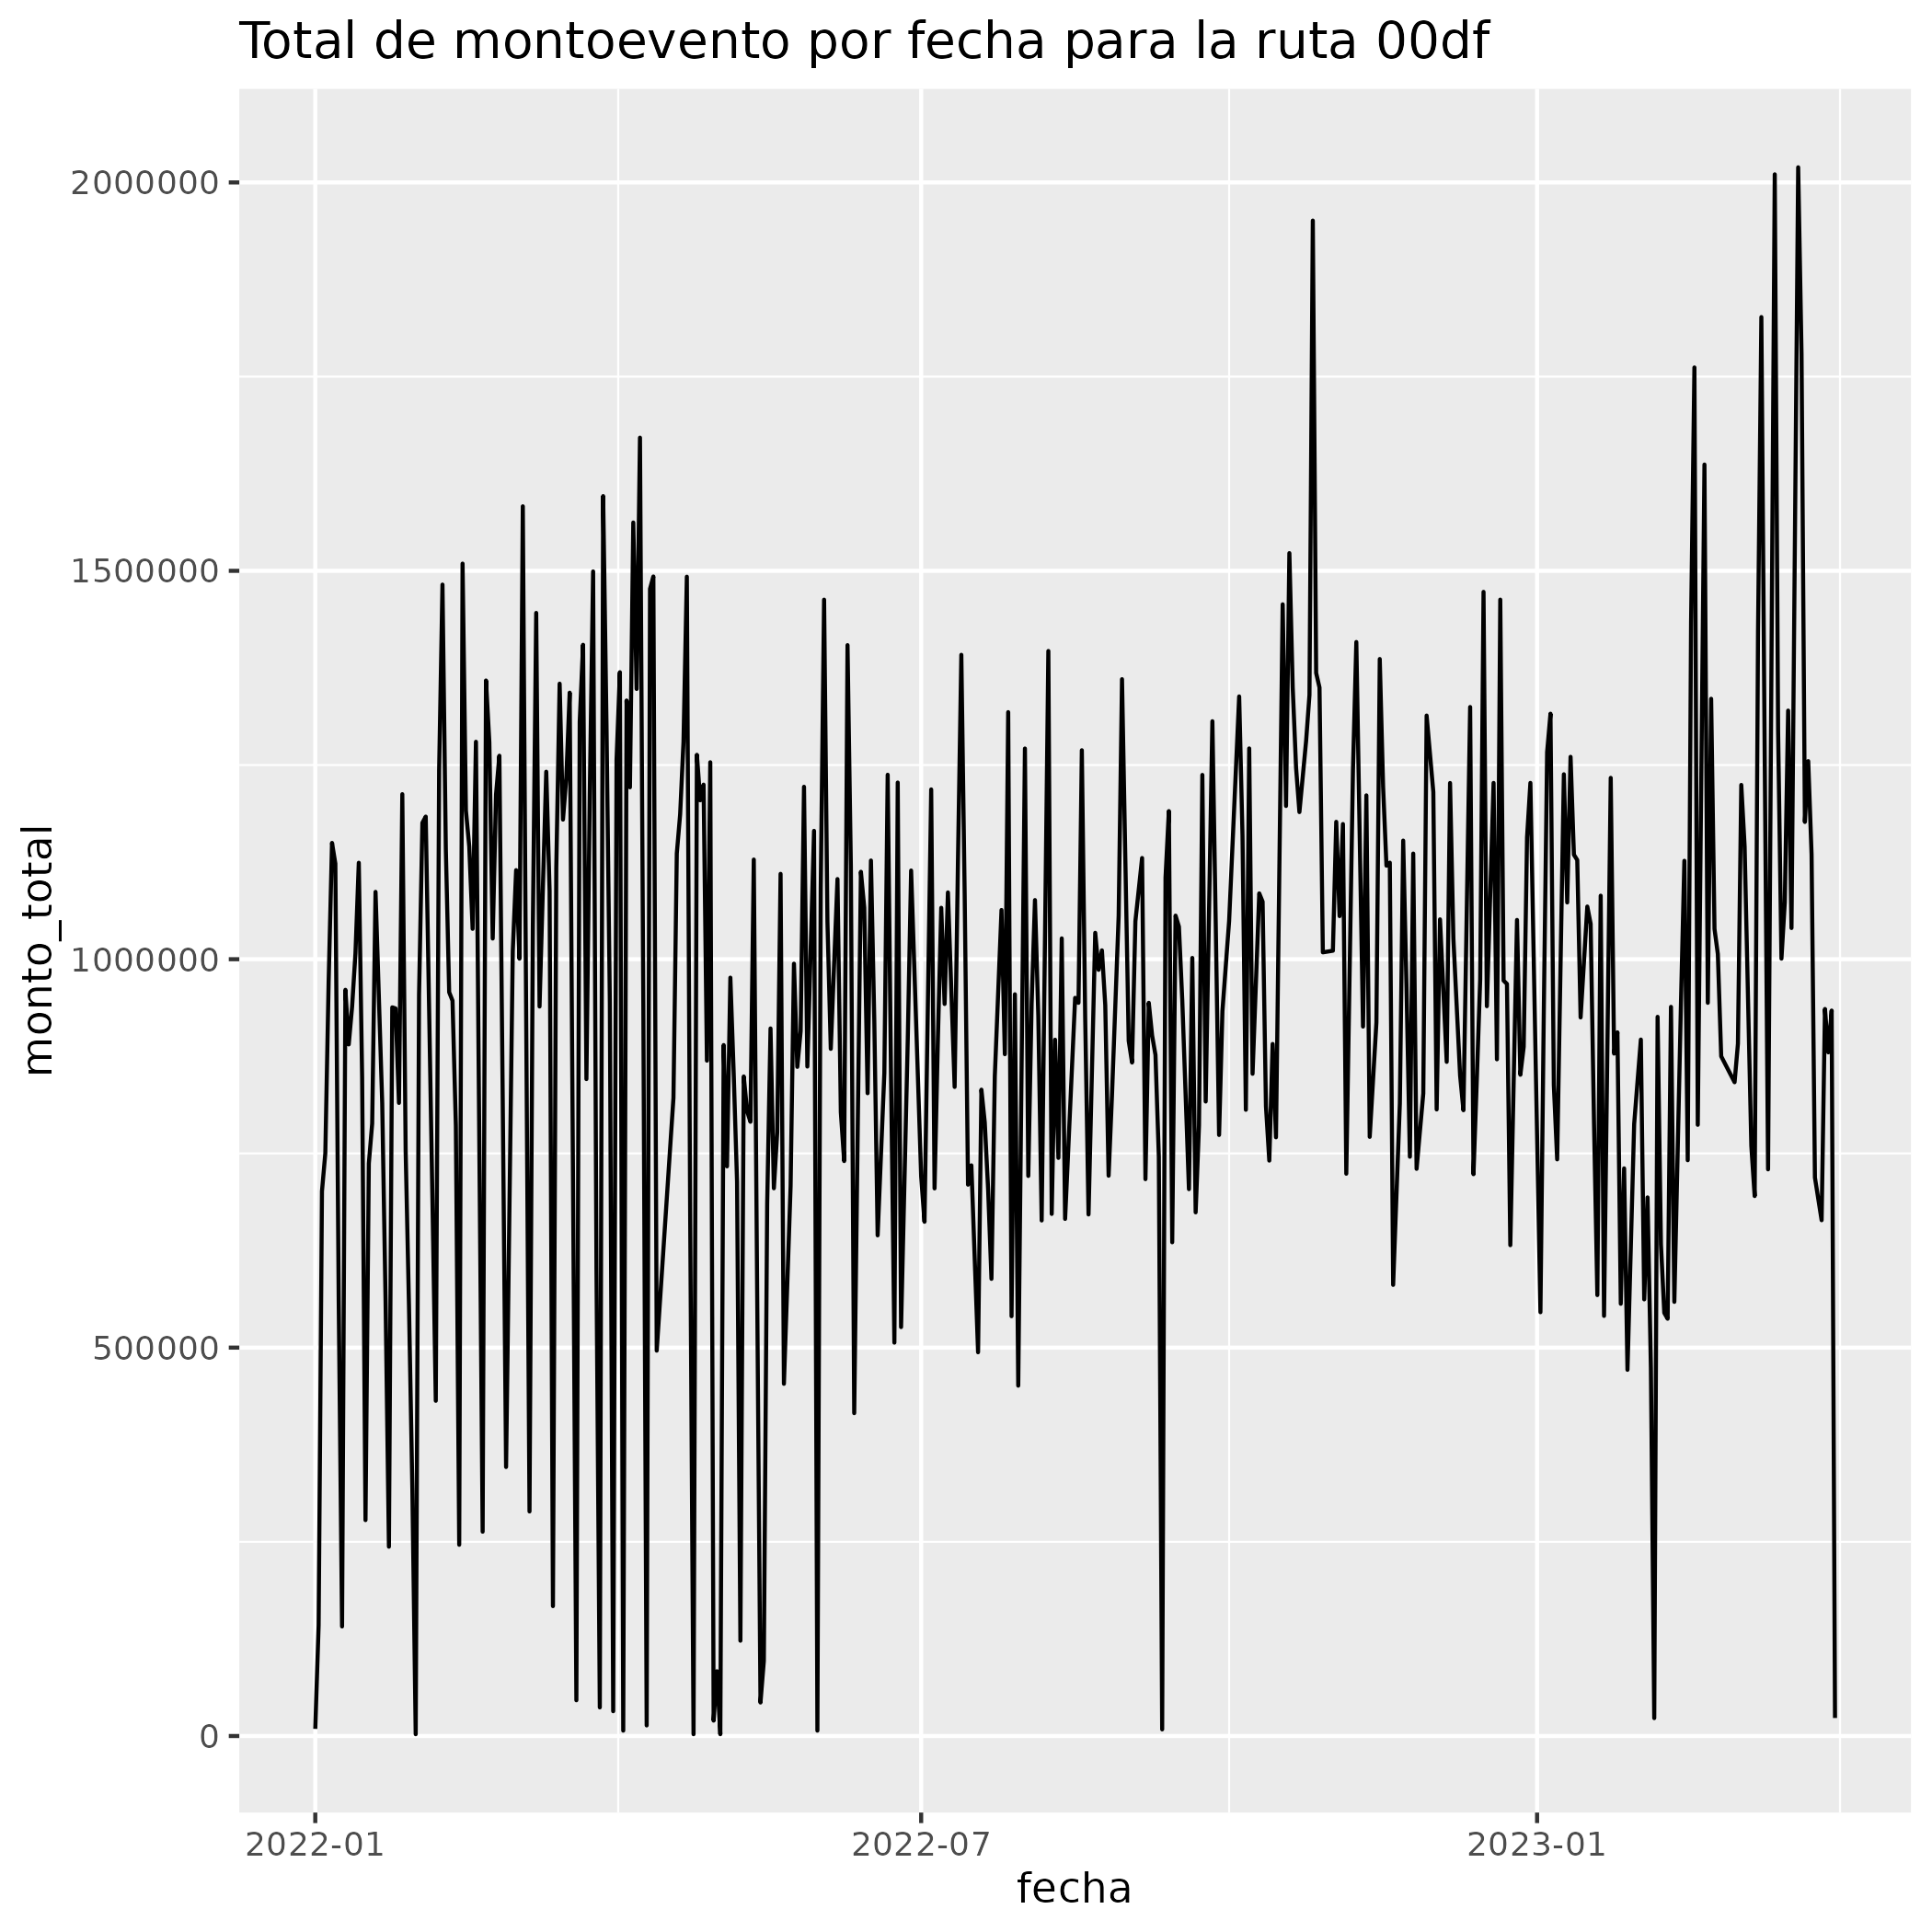 Total de montoevento por fecha para la ruta 00df
monto_total
2000000
1500000
1000000
500000
0
2022-01
2022-07
2023-01
fecha